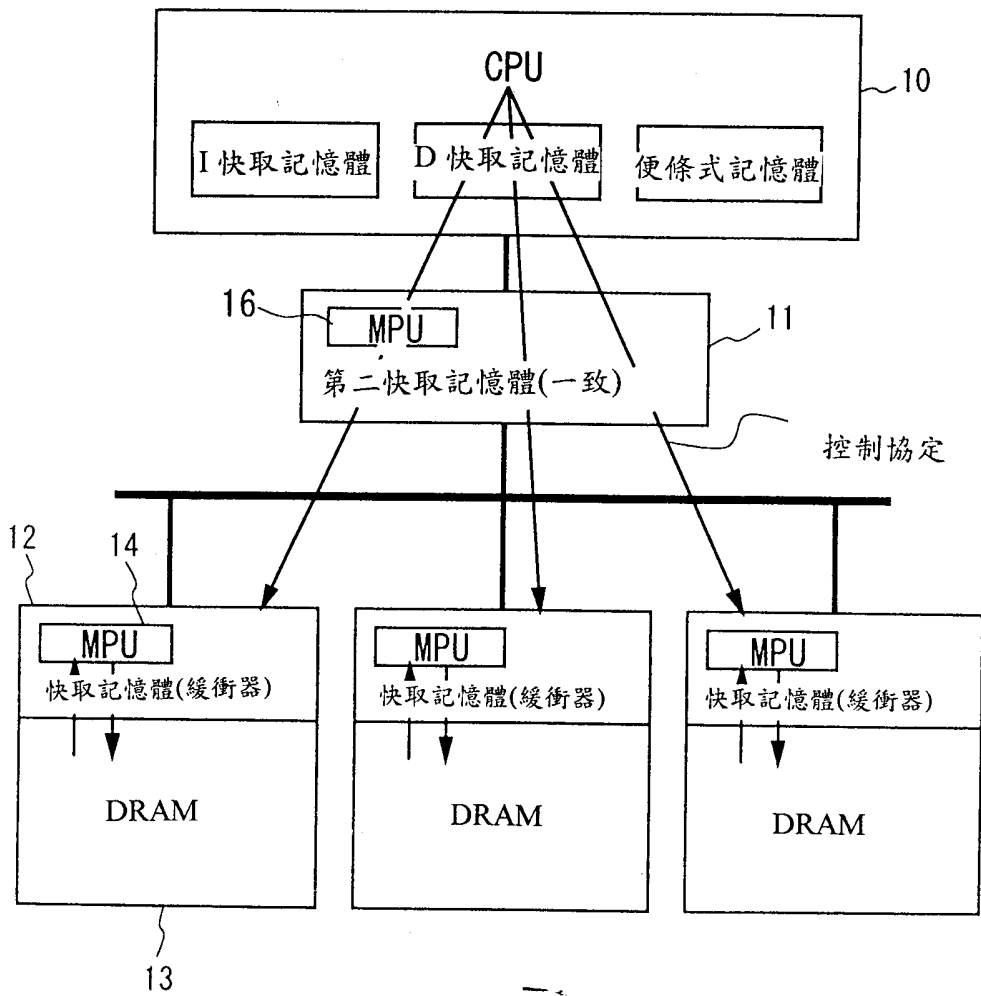 CPU
10
I 快取記憶體
D 快取記憶體
便條式記憶體
16
MPU
11
第二快取記憶體(一致)
控制協定
12
14
MPU
MPU
MPU
快取記憶體(緩衝器)
快取記憶體(緩衝器)
快取記憶體(緩衝器)
DRAM
DRAM
DRAM
13